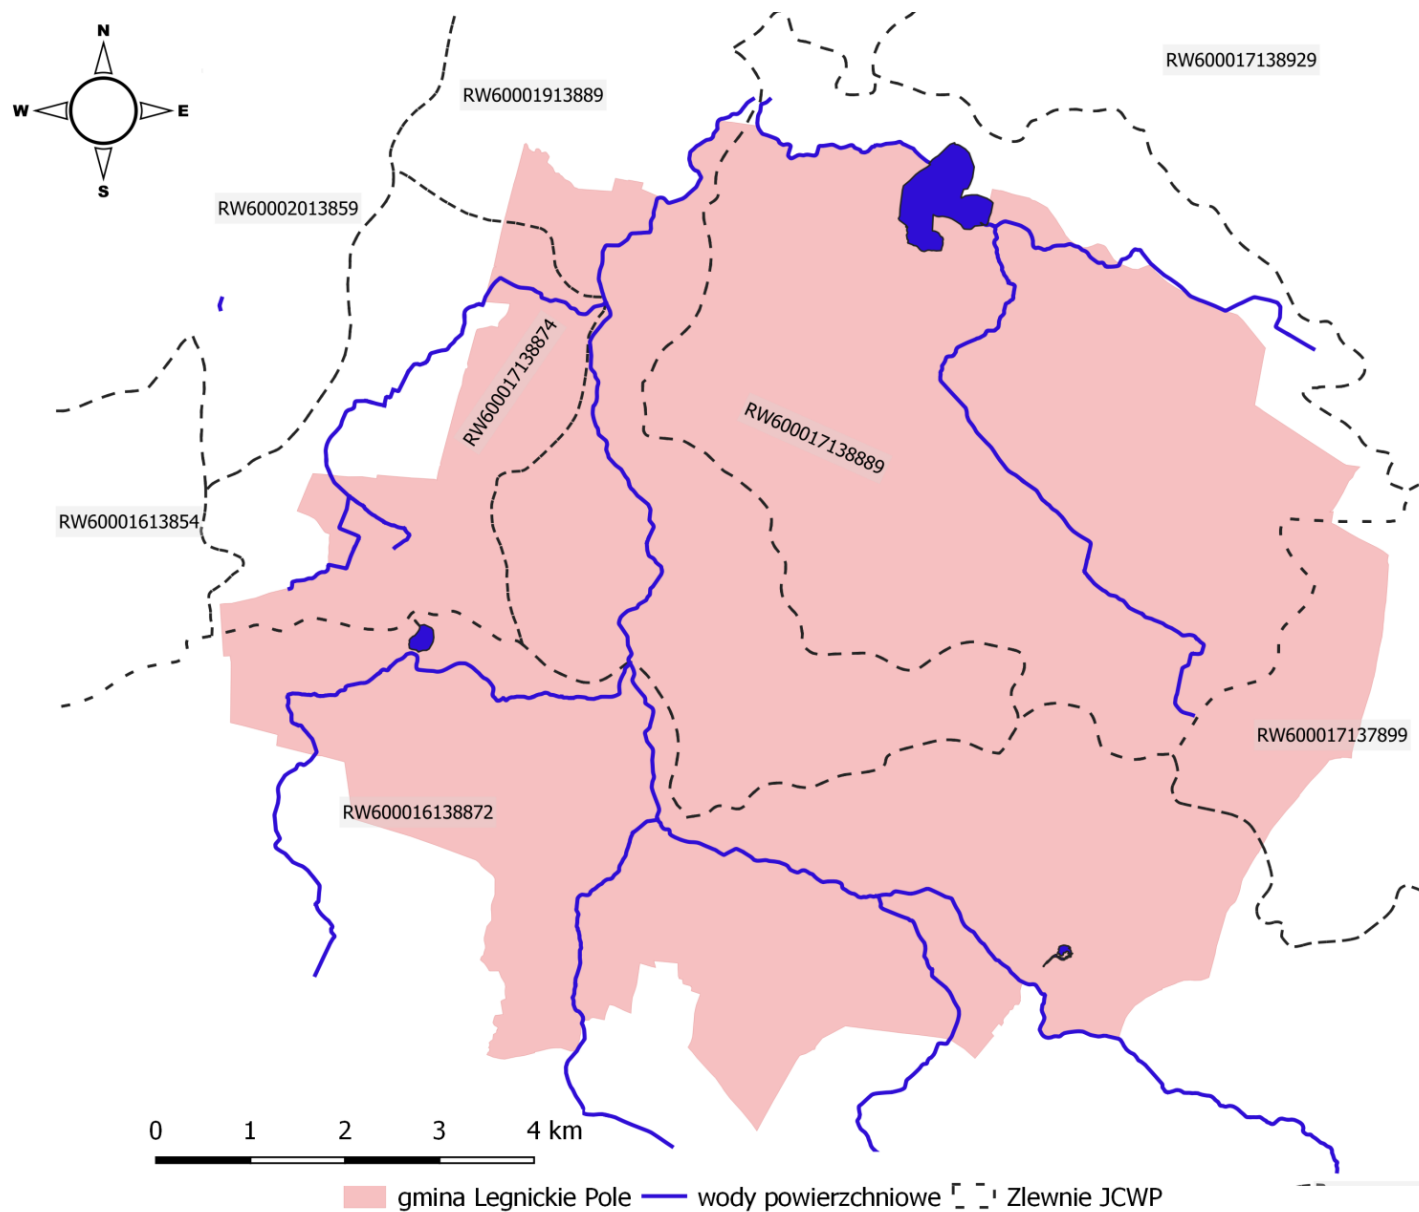 N
W E
S
RW600017138929
RW60001913889
RW60002013859
RW600017138874
RW600017138889
RW60001613854
RW600017137899
RW600016138872
0 1 2 3 4 km
gmina Legnickie Pole wody powierzchniowe Zlewnie JCWP